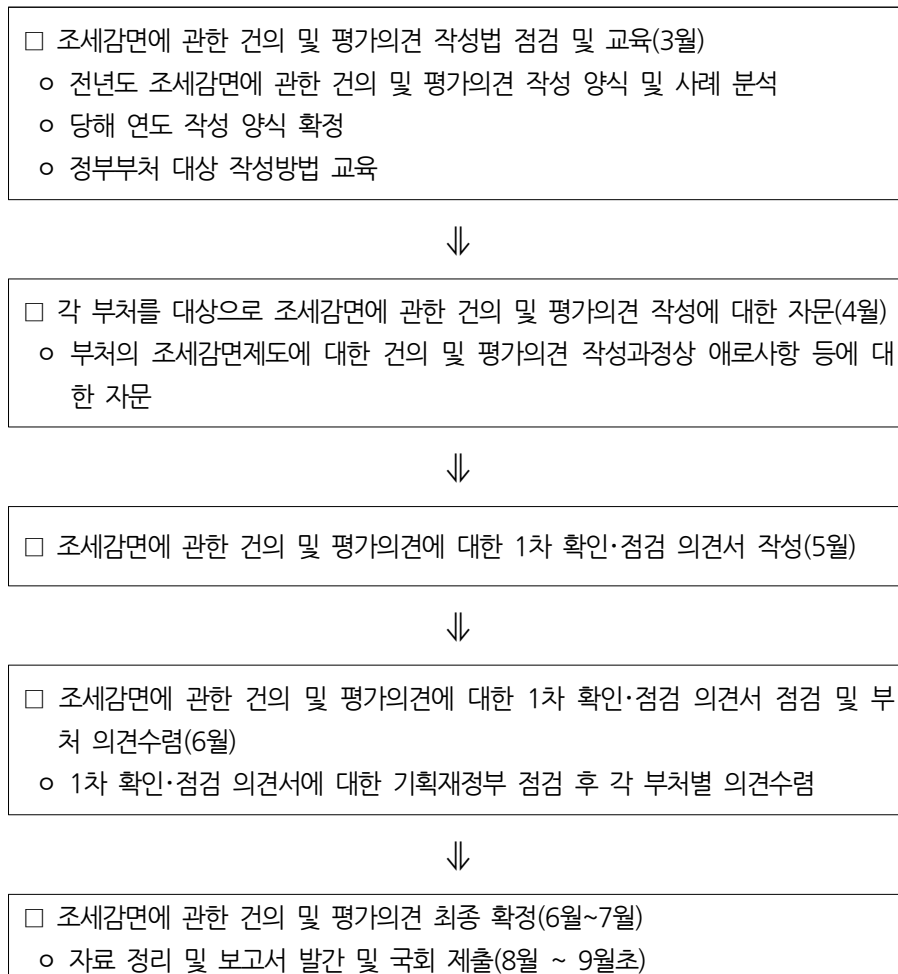 □ 조세감면에 관한 건의 및 평가의견 작성법 점검 및 교육(3월)
ㅇ 전년도 조세감면에 관한 건의 및 평가의견 작성 양식 및 사례 분석
ㅇ 당해 연도 작성 양식 확정
ㅇ 정부부처 대상 작성방법 교육
⇓
□ 각 부처를 대상으로 조세감면에 관한 건의 및 평가의견 작성에 대한 자문(4월)
ㅇ 부처의 조세감면제도에 대한 건의 및 평가의견 작성과정상 애로사항 등에 대
한 자문
⇓
□ 조세감면에 관한 건의 및 평가의견에 대한 1차 확인·점검 의견서 작성(5월)
⇓
□ 조세감면에 관한 건의 및 평가의견에 대한 1차 확인·점검 의견서 점검 및 부
처 의견수렴(6월)
ㅇ 1차 확인·점검 의견서에 대한 기획재정부 점검 후 각 부처별 의견수렴
⇓
□ 조세감면에 관한 건의 및 평가의견 최종 확정(6월~7월)
ㅇ 자료 정리 및 보고서 발간 및 국회 제출(8월 ~ 9월초)